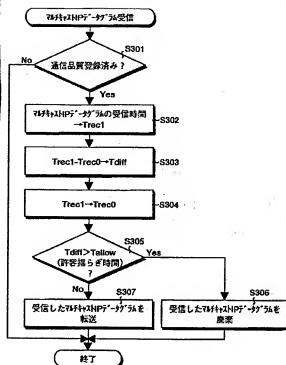 マルチキャストIPデータグラム受信
S301
No
通信品質登録済み？
Yes
マルチキャストIPデータグラムの受信時間
→Trec1
S302
Trec1-Trec0→Tdiff
S303
Trec1→Trec0
S304
S305
Tdiff>Tallow
(許容揺らぎ時間)
?
Yes
No
S307
受信したマルチキャストIPデータグラムを
転送
S306
受信したマルチキャストIPデータグラムを
廃棄
終了